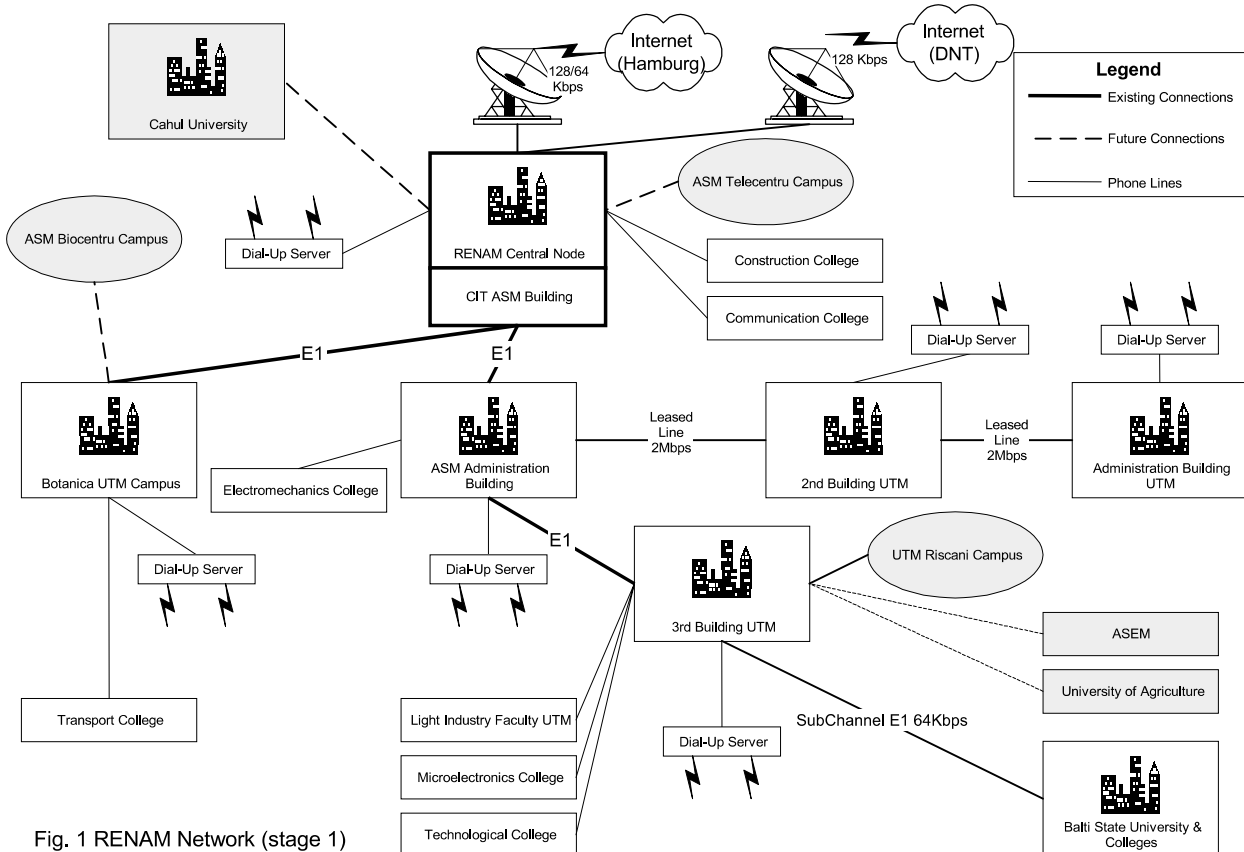 Internet
(Hamburg)
Internet
(DNT)
128/64
Kbps
128 Kbps
Legend
Existing Connections
Future Connections
Phone Lines
Cahul University
ASM Telecentru Campus
ASM Biocentru Campus
Dial-Up Server
RENAM Central Node
CIT ASM Building
Construction College
Communication College
E1
E1
Dial-Up Server
Dial-Up Server
Botanica UTM Campus
Electromechanics College
ASM Administration
Building
Leased
Line
2Mbps
2nd Building UTM
Leased
Line
2Mbps
Administration Building
UTM
E1
Dial-Up Server
Dial-Up Server
3rd Building UTM
UTM Riscani Campus
ASEM
University of Agriculture
Transport College
Light Industry Faculty UTM
Microelectronics College
Technological College
Dial-Up Server
SubChannel E1 64Kbps
Balti State University &
Colleges
Fig. 1 RENAM Network (stage 1)